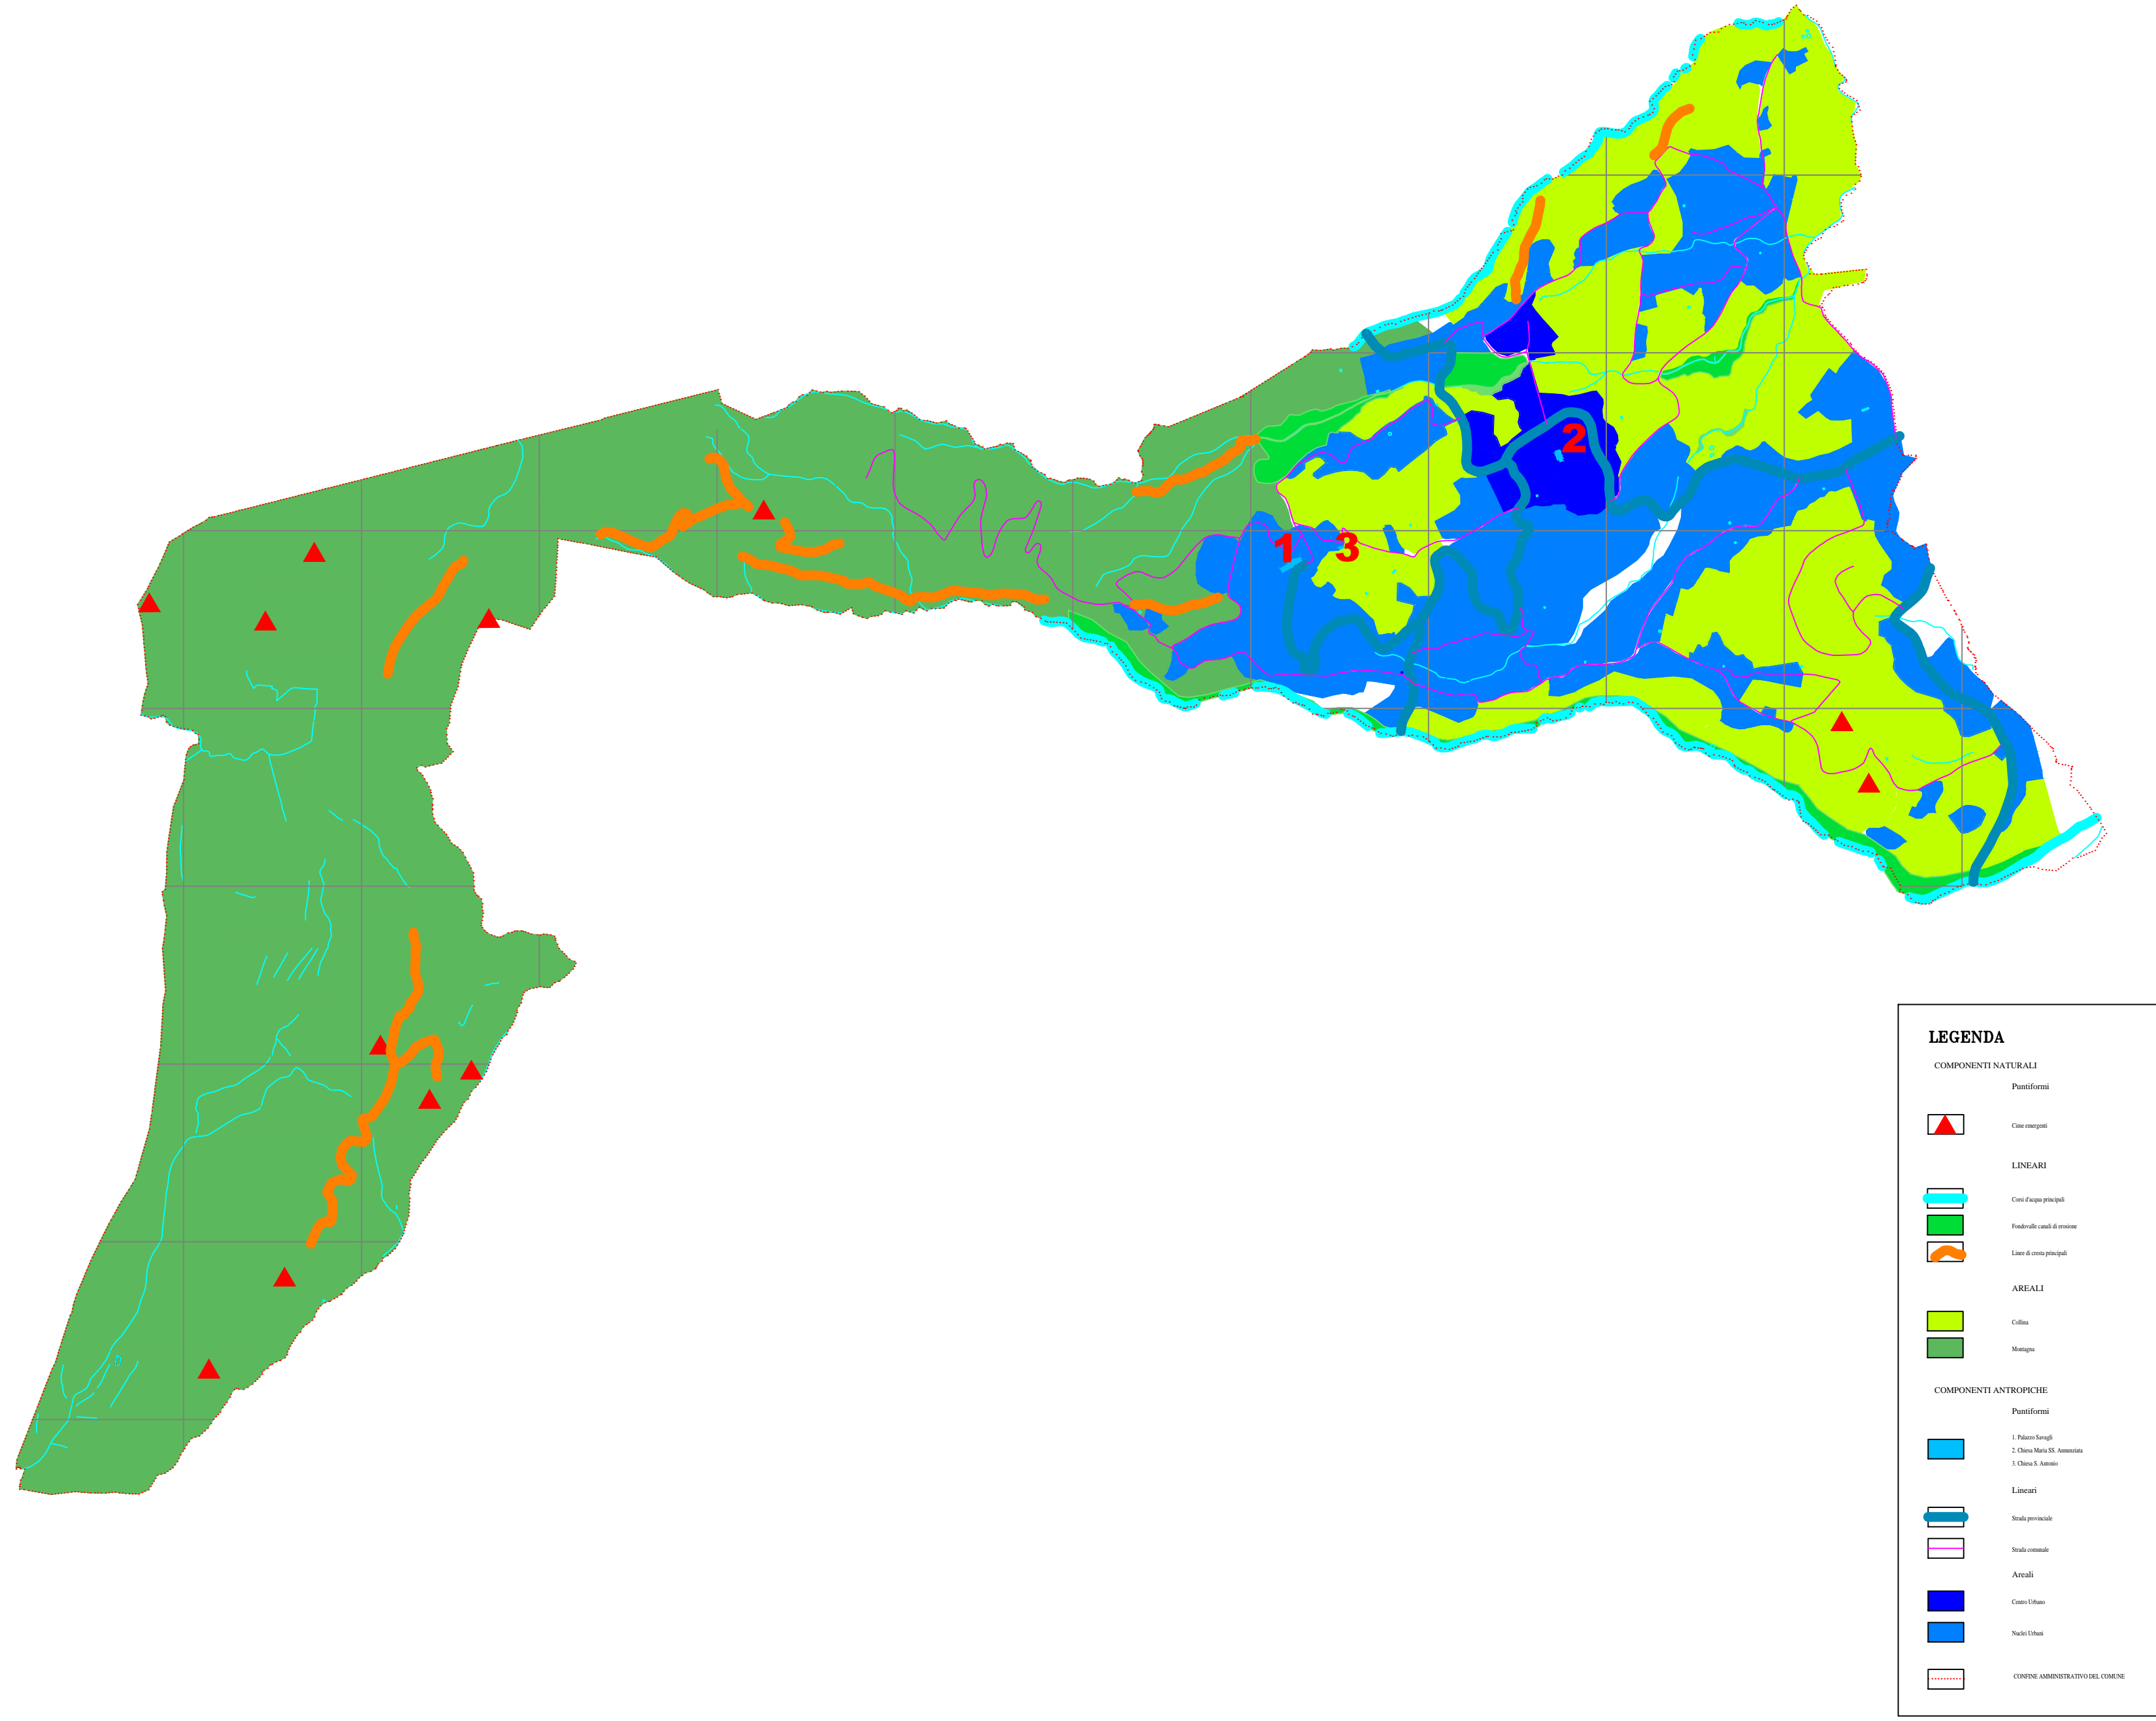 1
2
3
LEGENDA
COMPONENTI NATURALI
Puntiformi
Cime emergenti
LINEARI
Corsi d'acqua principali
Fondovalle canali di erosione
Linee di cresta principali
AREALI
Collina
Montagna
COMPONENTI ANTROPICHE
Puntiformi
1. Palazzo Savagli
2. Chiesa Maria SS. Annunziata
3. Chiesa S. Antonio
Lineari
Strada provinciale
Strada comunale
Areali
Centro Urbano
Nuclei Urbani
CONFINE AMMINISTRATIVO DEL COMUNE